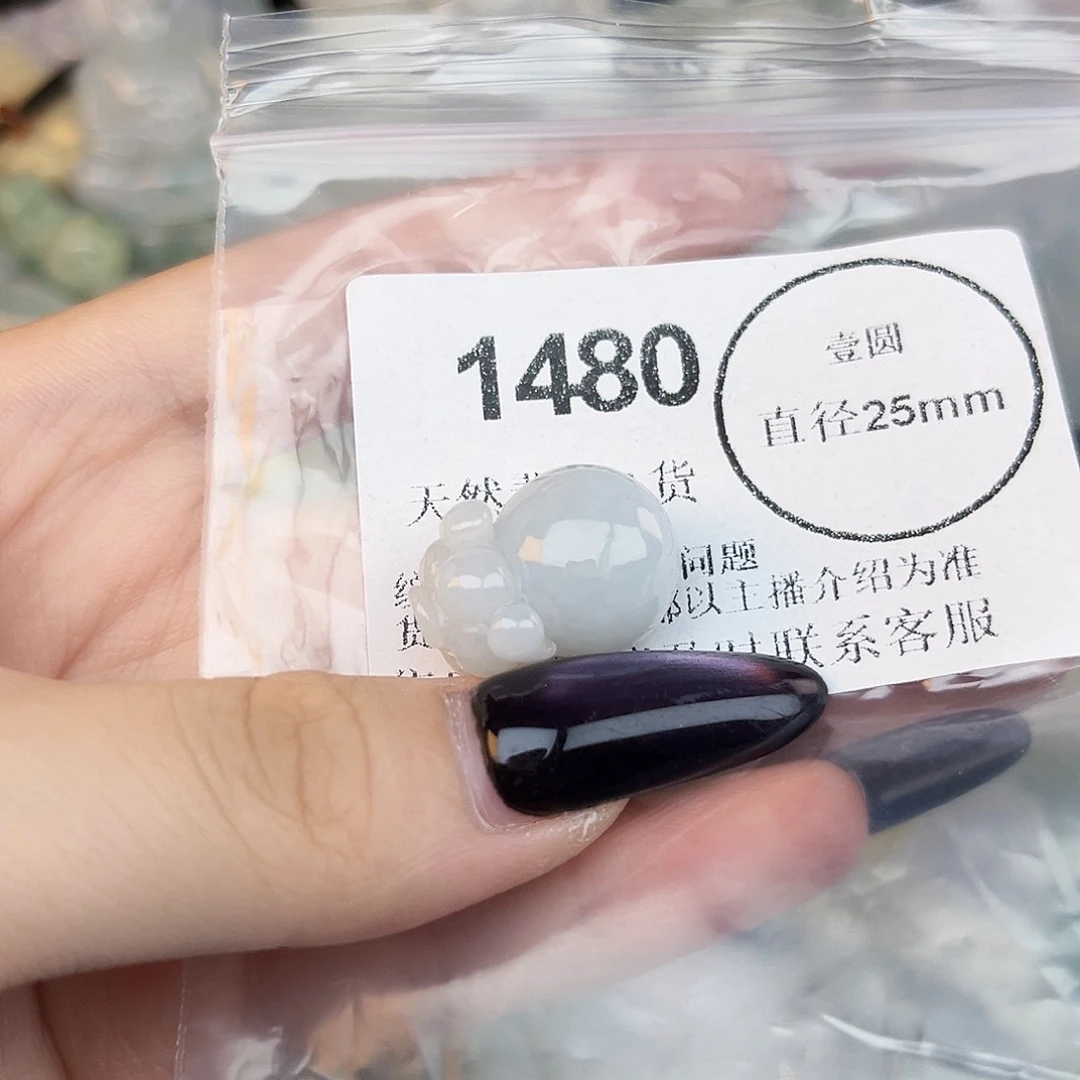 1480
壹圆
直径25mm
天然 货
问题
以主播介绍为准
时联系客服